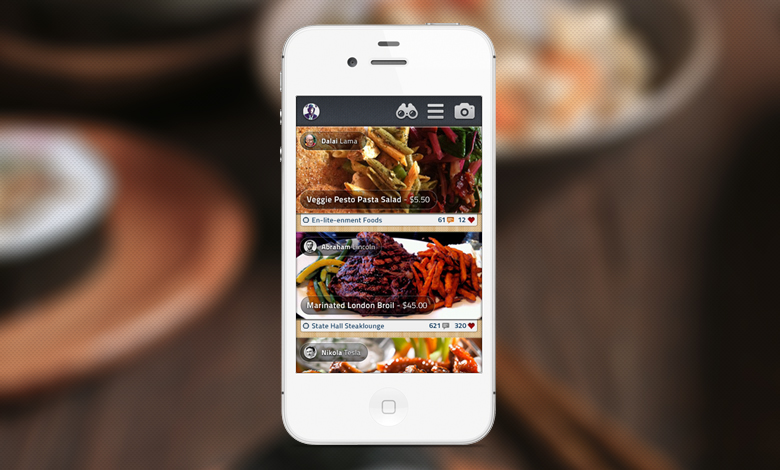 Dalai Lama
Veggie Pesto Pasta Salad - $5.50
En-lite-enment Foods 61 12
Abraham Lincoln
Marinated London Broil - $45.00
State Hall Steaklounge 621 320
Nikola Tesla